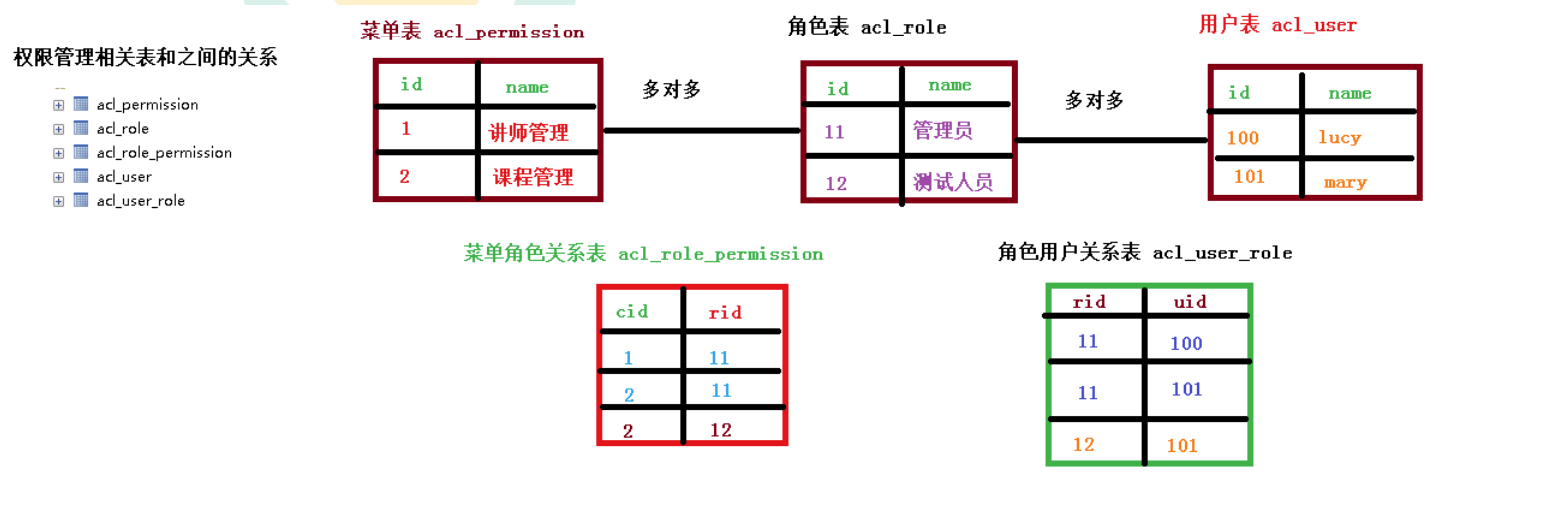 权限管理相关表和之间的关系
acl_permission
acl_role
acl_role_permission
acl_user
acl_user_role
菜单表 acl_permission
id name
1 讲师管理
2 课程管理
多对多
角色表 acl_role
id name
11 管理员
12 测试人员
多对多
用户表 acl_user
id name
100 lucy
101 mary
菜单角色关系表 acl_role_permission
cid rid
1 11
2 11
2 12
角色用户关系表 acl_user_role
rid uid
11 100
11 101
12 101